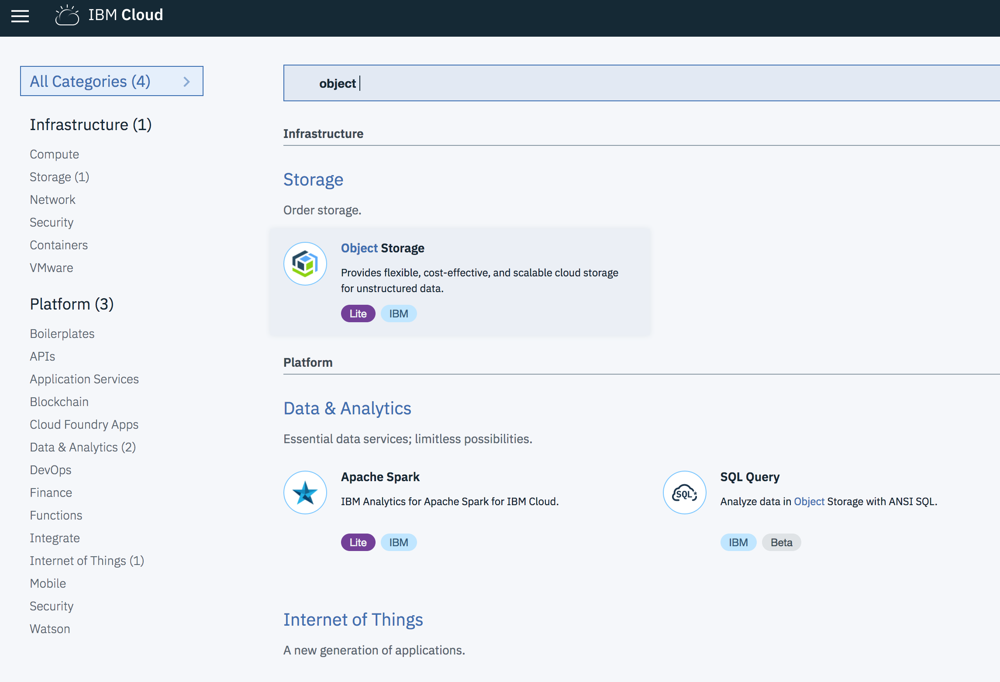 IBM Cloud
All Categories (4)
Infrastructure (1)
Compute
Storage (1)
Network
Security
Containers
VMware
Platform (3)
Boilerplates
APIs
Application Services
Blockchain
Cloud Foundry Apps
Data & Analytics (2)
DevOps
Finance
Functions
Integrate
Internet of Things (1)
Mobile
Security
Watson
object
Infrastructure
Storage
Order storage.
Object Storage
Provides flexible, cost-effective, and scalable cloud storage
for unstructured data.
Lite IBM
Platform
Data & Analytics
Essential data services; limitless possibilities.
Apache Spark
IBM Analytics for Apache Spark for IBM Cloud.
Lite IBM
SQL*
SQL Query
Analyze data in Object Storage with ANSI SQL.
IBM Beta
Internet of Things
A new generation of applications.